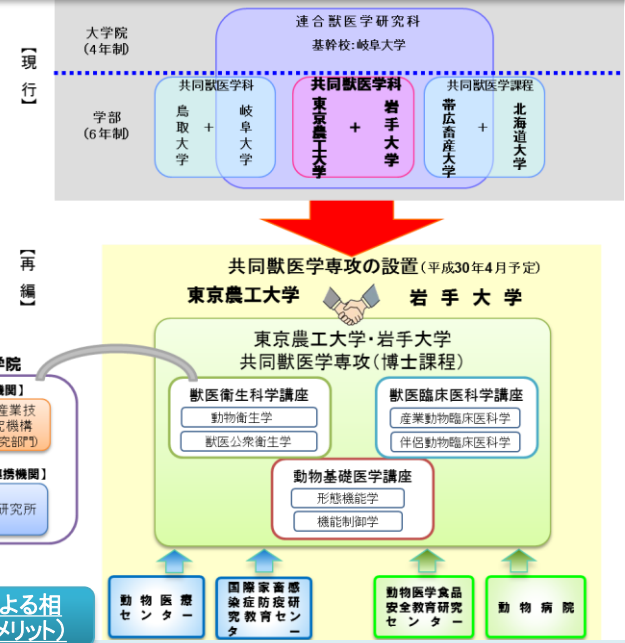 【現行】
大学院
(4年制)
連合獣医学研究科
基幹校:岐阜大学
学部
(6年制)
共同獣医学科
鳥取大学
+
岐阜大学
共同獣医学科
東京農工大学
+
岩手大学
共同獣医学課程
帯広畜産大学
+
北海道大学
【再編】
共同獣医学専攻の設置(平成30年4月予定)
東京農工大学
岩手大学
東京農工大学・岩手大学
共同獣医学専攻(博士課程)
獣医衛生科学講座
動物衛生学
獣医公衆衛生学
獣医臨床医科学講座
産業動物臨床医科学
伴侶動物臨床医科学
動物基礎医学講座
形態機能学
機能制御学
学院
機関】
産業技
究機構
究部門)
連携機関】
研究所
動物医療
センター
国際家畜感
染症防疫研
究教育セン
ター
動物医学食品
安全教育研究
センター
動物病院
よる相
メリット)